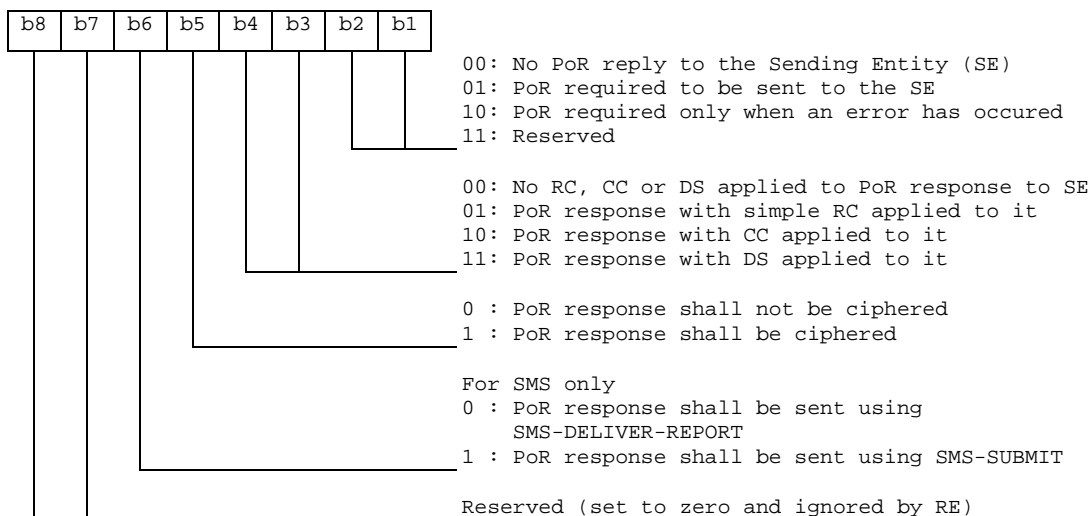 b8 b7 b6 b5 b4 b3 b2 b1
00: No PoR reply to the Sending Entity (SE)
01: PoR required to be sent to the SE
10: PoR required only when an error has occured
11: Reserved
00: No RC, CC or DS applied to PoR response to SE
01: PoR response with simple RC applied to it
10: PoR response with CC applied to it
11: PoR response with DS applied to it
0 : PoR response shall not be ciphered
1 : PoR response shall be ciphered
For SMS only
0 : PoR response shall be sent using
SMS-DELIVER-REPORT
1 : PoR response shall be sent using SMS-SUBMIT
Reserved (set to zero and ignored by RE)